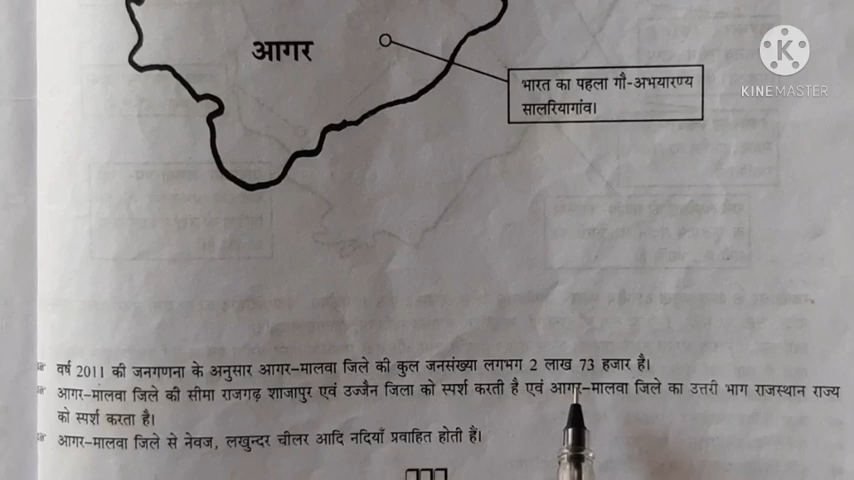 KINEMASTER
आगर
भारत का पहला गौ-अभयारण्य
सालरियागांव।
वर्ष 2011 की जनगणना के अनुसार आगर-मालवा जिले की कुल जनसंख्या लगभग 2 लाख 73 हजार है।
आगर-मालवा जिले की सीमा राजगढ़ शाजापुर एवं उज्जैन जिला को स्पर्श करती है एवं आगर-मालवा जिले का उत्तरी भाग राजस्थान राज्य
को स्पर्श करता है।
आगर-मालवा जिले से नेवज, लखुन्दर चीलर आदि नदियाँ प्रवाहित होती हैं।